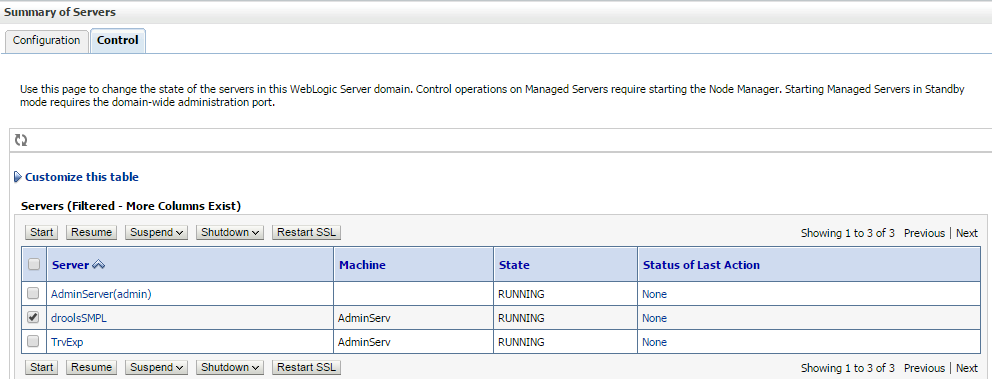 Summary of Servers
Configuration Control
Use this page to change the state of the servers in this WebLogic Server domain. Control operations on Managed Servers require starting the Node Manager. Starting Managed Servers in Standby
mode requires the domain-wide administration port.
Customize this table
Servers (Filtered - More Columns Exist)
Start Resume Suspend Shutdown Restart SSL Showing 1 to 3 of 3 Previous | Next
Server Machine State Status of Last Action
AdminServer(admin) RUNNING None
droolsSMPL AdminServ RUNNING None
TrvExp AdminServ RUNNING None
Start Resume Suspend Shutdown Restart SSL Showing 1 to 3 of 3 Previous | Next